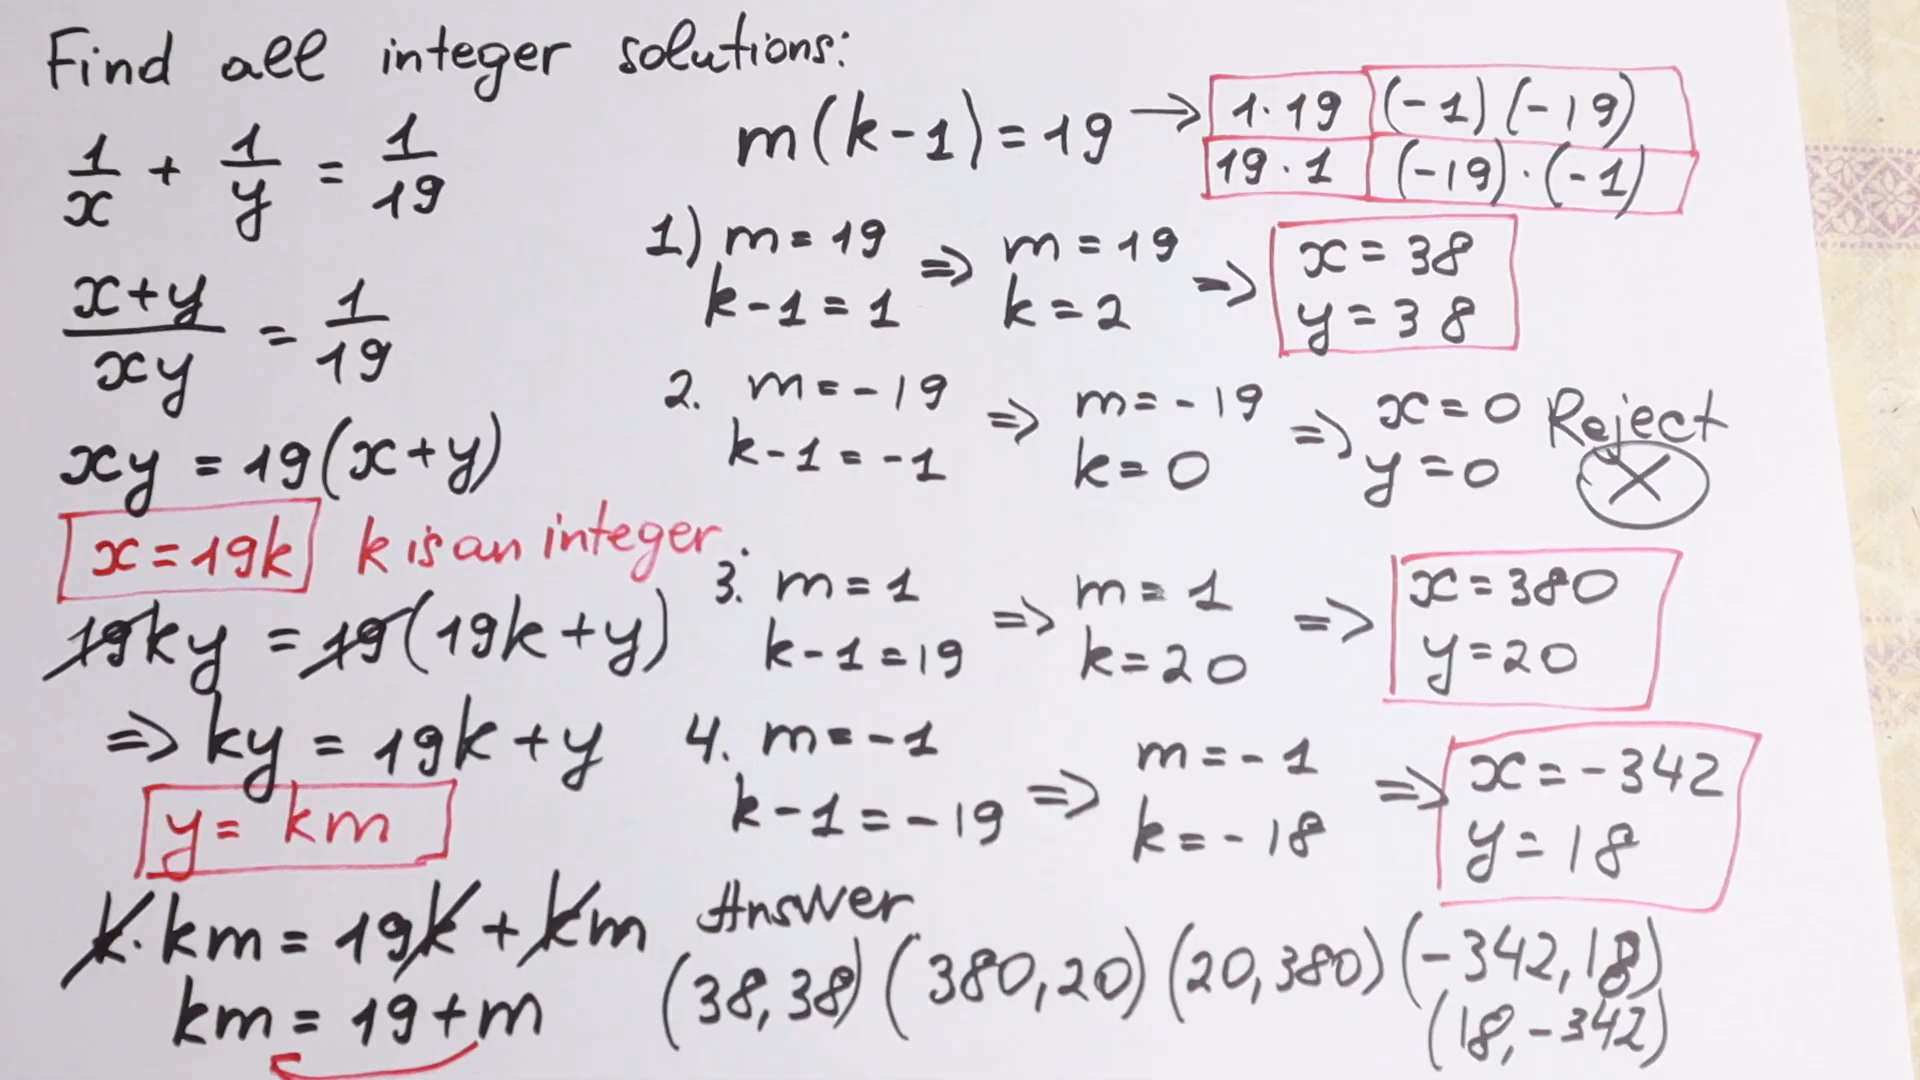 Find all integer solutions:
1/x + 1/y = 1/19
x+y/xy = 1/19
xy = 19(x+y)
x = 19k k is an integer.
19ky = 19(19k+y)
=> ky = 19k + y
y = km
k·km = 19k + km
km = 19 + m
m(k-1) = 19 → 1·19 (-1)(-19)
19·1 (-19)·(-1)
1) m = 19 => m = 19 => x = 38
k-1 = 1 k = 2 y = 38
2. m = -19 => m = -19 => x = 0 Reject
k-1 = -1 k = 0 y = 0
3. m = 1 => m = 1 => x = 380
k-1 = 19 k = 20 y = 20
4. m = -1 => m = -1 => x = -342
k-1 = -19 k = -18 y = 18
Answer
(38,38) (380,20) (20,380) (-342,18)
(18,-342)